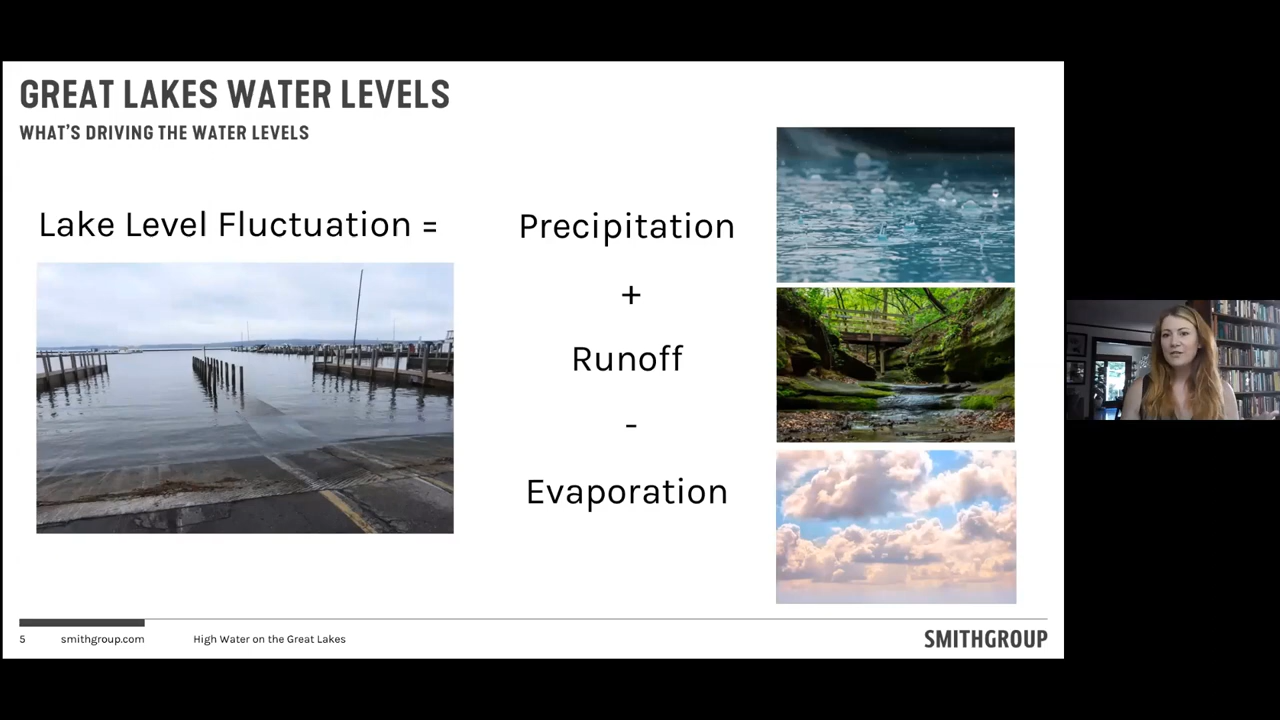 GREAT LAKES WATER LEVELS
WHAT'S DRIVING THE WATER LEVELS
Lake Level Fluctuation =
Precipitation
+
Runoff
-
Evaporation
5 smithgroup.com High Water on the Great Lakes SMITHGROUP